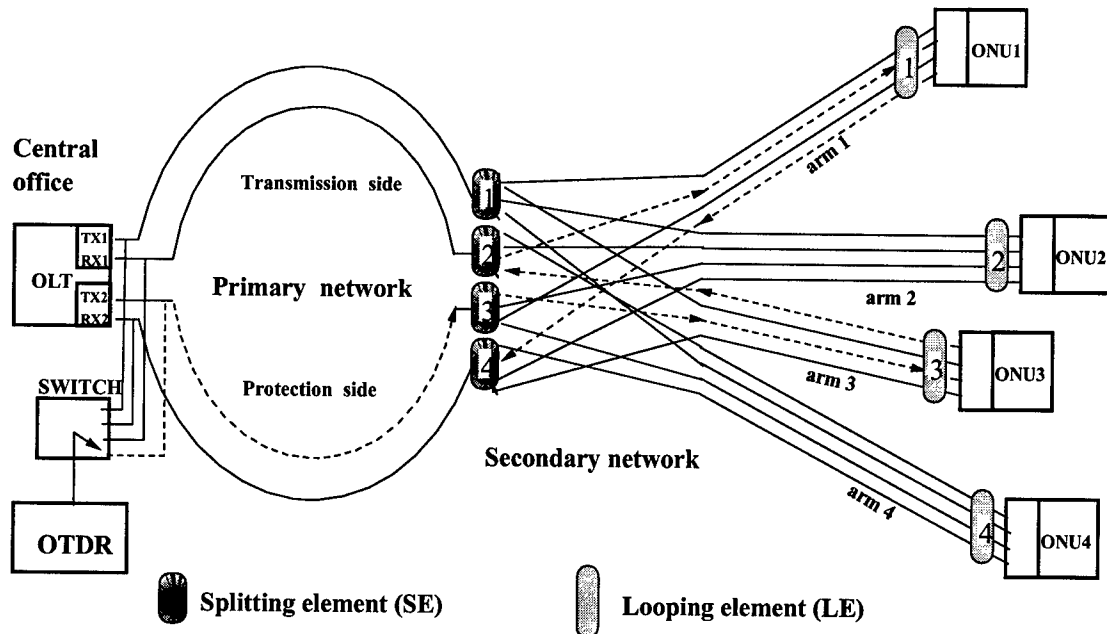 ONU1
1
arm 1
Central
office
Transmission side
1
TX1
RX1
OLT
TX2
RX2
Primary network
2
3
4
2
ONU2
arm 2
3
ONU3
arm 3
SWITCH
Protection side
Secondary network
arm 4
4
ONU4
OTDR
Splitting element (SE)
Looping element (LE)